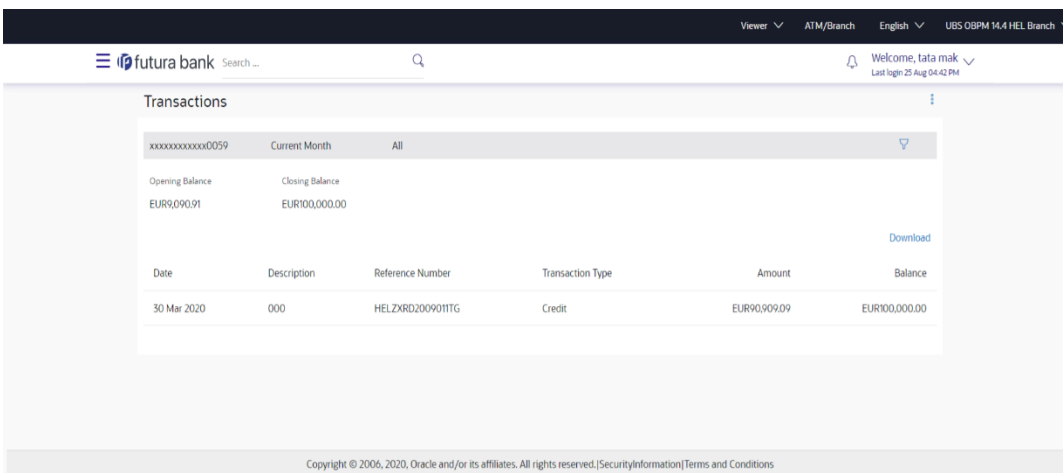 Viewer ATM/Branch English UBS OBPM 14.4 HEL Branch
futura bank Search ... Welcome, tata mak
Last login 25 Aug 04:42 PM
Transactions
xxxxxxxxxxxx0059 Current Month All
Opening Balance Closing Balance
EUR9,090.91 EUR100,000.00
Download
Date Description Reference Number Transaction Type Amount Balance
30 Mar 2020 000 HELZXRD2009011TG Credit EUR90,909.09 EUR100,000.00
Copyright © 2006, 2020, Oracle and/or its affiliates. All rights reserved.|SecurityInformation|Terms and Conditions